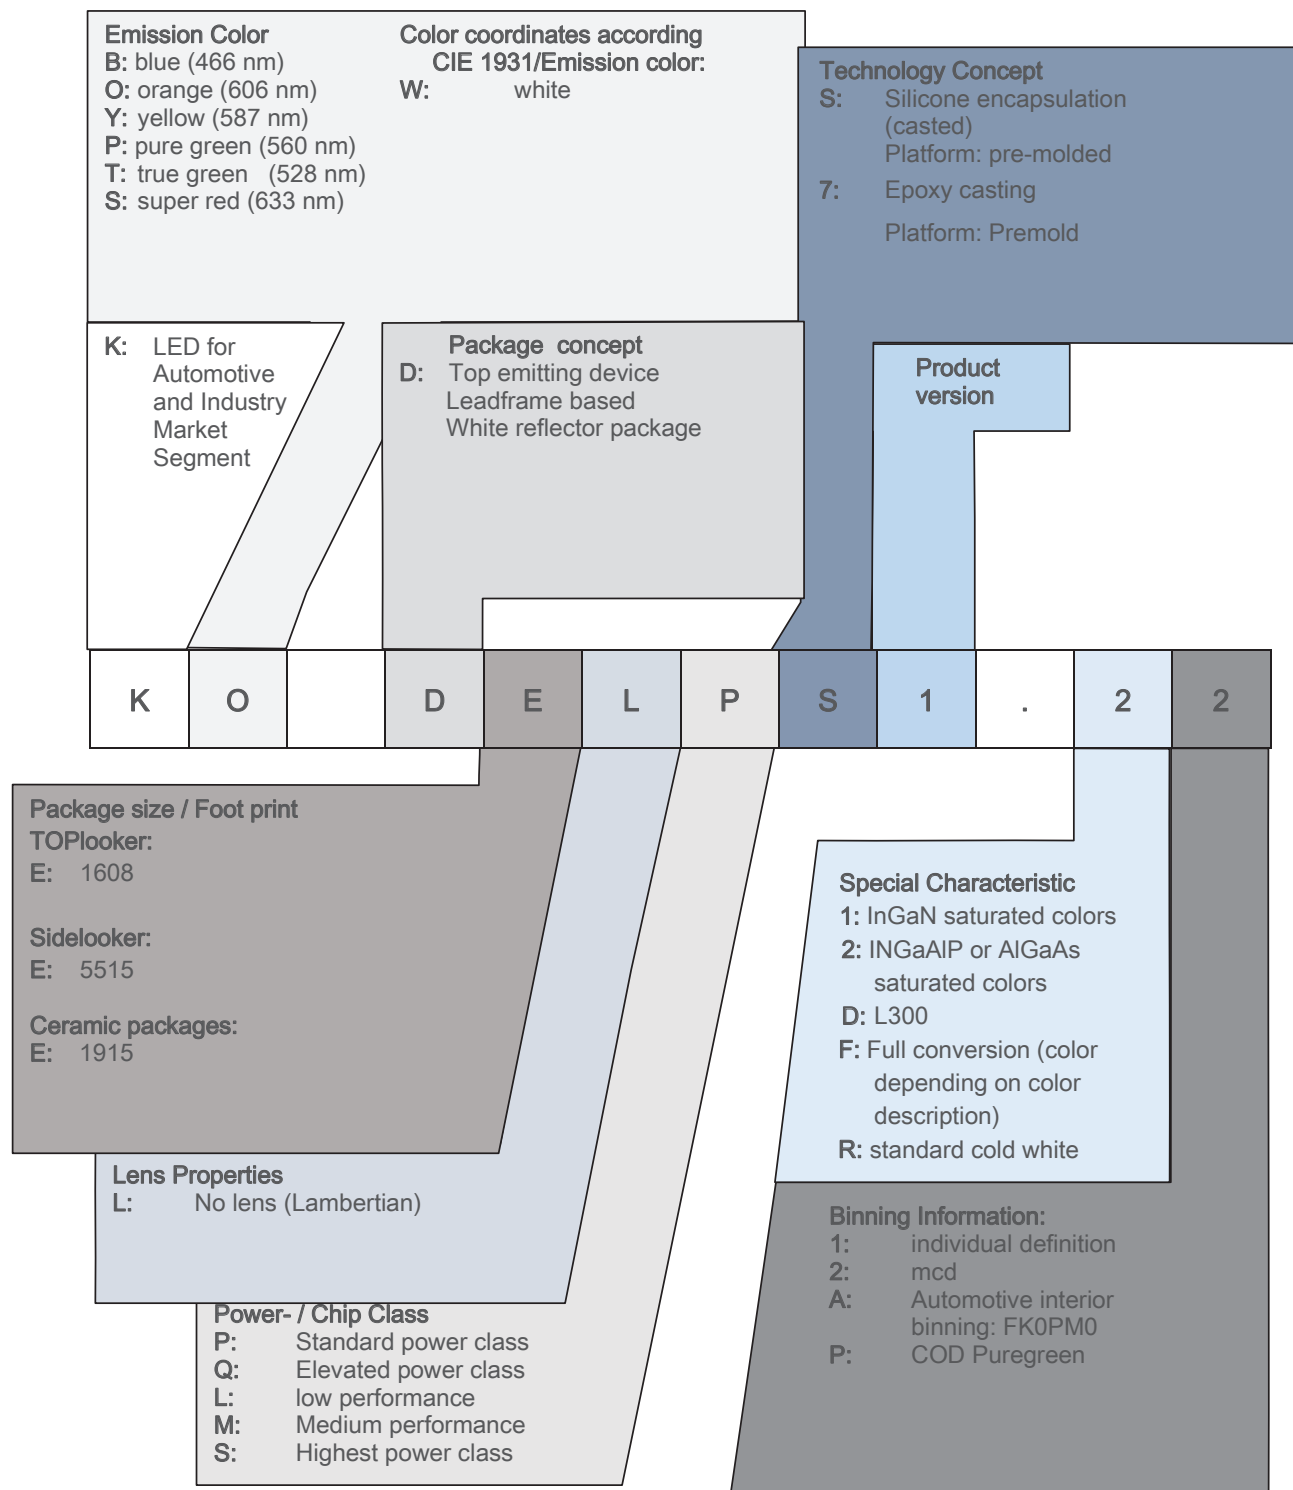 Emission Color
B: blue (466 nm)
O: orange (606 nm)
Y: yellow (587 nm)
P: pure green (560 nm)
T: true green (528 nm)
S: super red (633 nm)
Color coordinates according
CIE 1931/Emission color:
W: white
Technology Concept
S: Silicone encapsulation
(casted)
Platform: pre-molded
7: Epoxy casting
Platform: Premold
K: LED for
Automotive
and Industry
Market
Segment
Package concept
D: Top emitting device
Leadframe based
White reflector package
Product
version
K O D E L P S 1 . 2 2
Package size / Foot print
TOPlooker:
E: 1608
Sidelooker:
E: 5515
Ceramic packages:
E: 1915
Lens Properties
L: No lens (Lambertian)
Power- / Chip Class
P: Standard power class
Q: Elevated power class
L: low performance
M: Medium performance
S: Highest power class
Special Characteristic
1: InGaN saturated colors
2: INGaAlP or AlGaAs
saturated colors
D: L300
F: Full conversion (color
depending on color
description)
R: standard cold white
Binning Information:
1: individual definition
2: mcd
A: Automotive interior
binning: FK0PM0
P: COD Puregreen